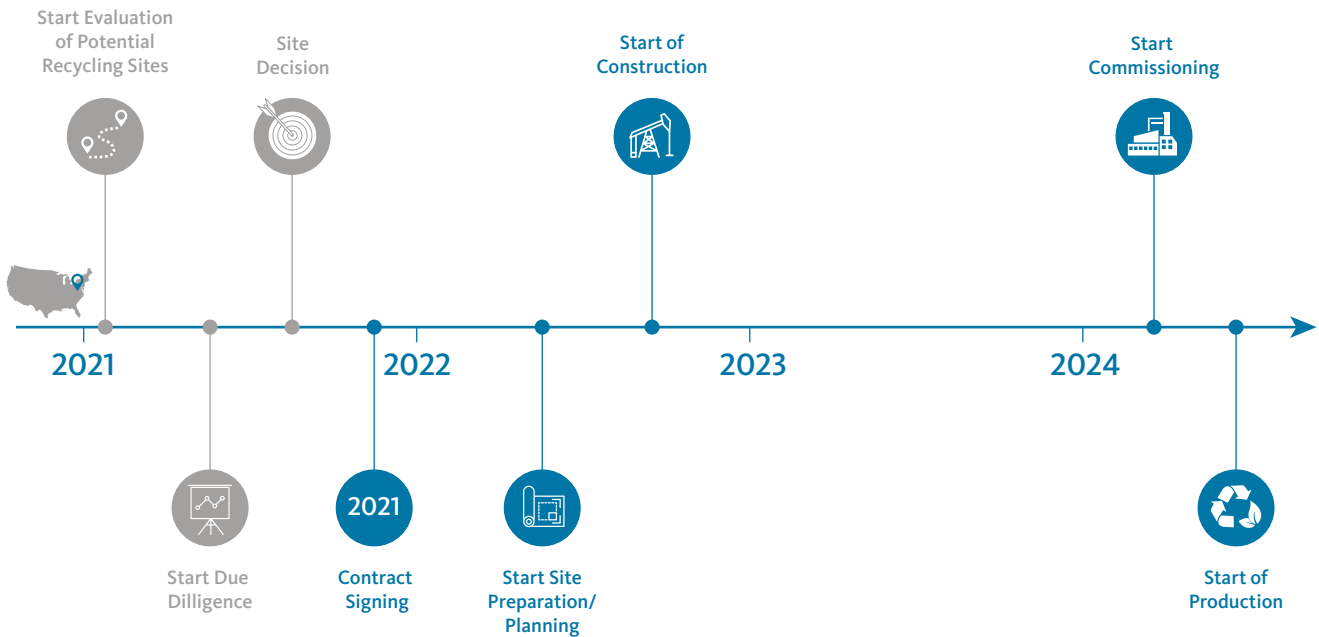 Start Evaluation
of Potential
Recycling Sites
Site
Decision
Start of
Construction
Start
Commissioning
2021
2022
2023
2024
2021
Start Due
Dilligence
Contract
Signing
Start Site
Preparation/
Planning
Start of
Production